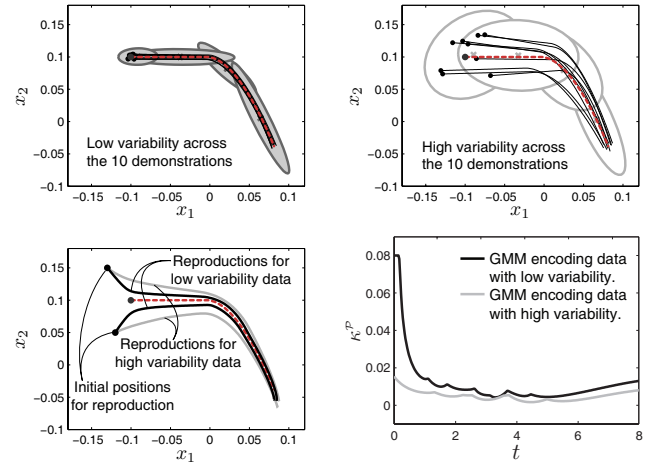 0.2
0.15
0.1
0.05
0
−0.05
−0.1
x₂
−0.15 −0.1 −0.05 0 0.05 0.1
x₁
Low variability across
the 10 demonstrations
0.2
0.15
0.1
0.05
0
−0.05
−0.1
x₂
−0.15 −0.1 −0.05 0 0.05 0.1
x₁
High variability across
the 10 demonstrations
0.2
0.15
0.1
0.05
0
0.05
−0.1
x₂
−0.15 −0.1 −0.05 0 0.05 0.1
x₁
Reproductions for
low variability data
Reproductions for
high variability data
Initial positions
for reproduction
0.08
0.06
0.04
0.02
0
κᴾ
0 2 4 6 8
t
GMM encoding data
with low variability.
GMM encoding data
with high variability.